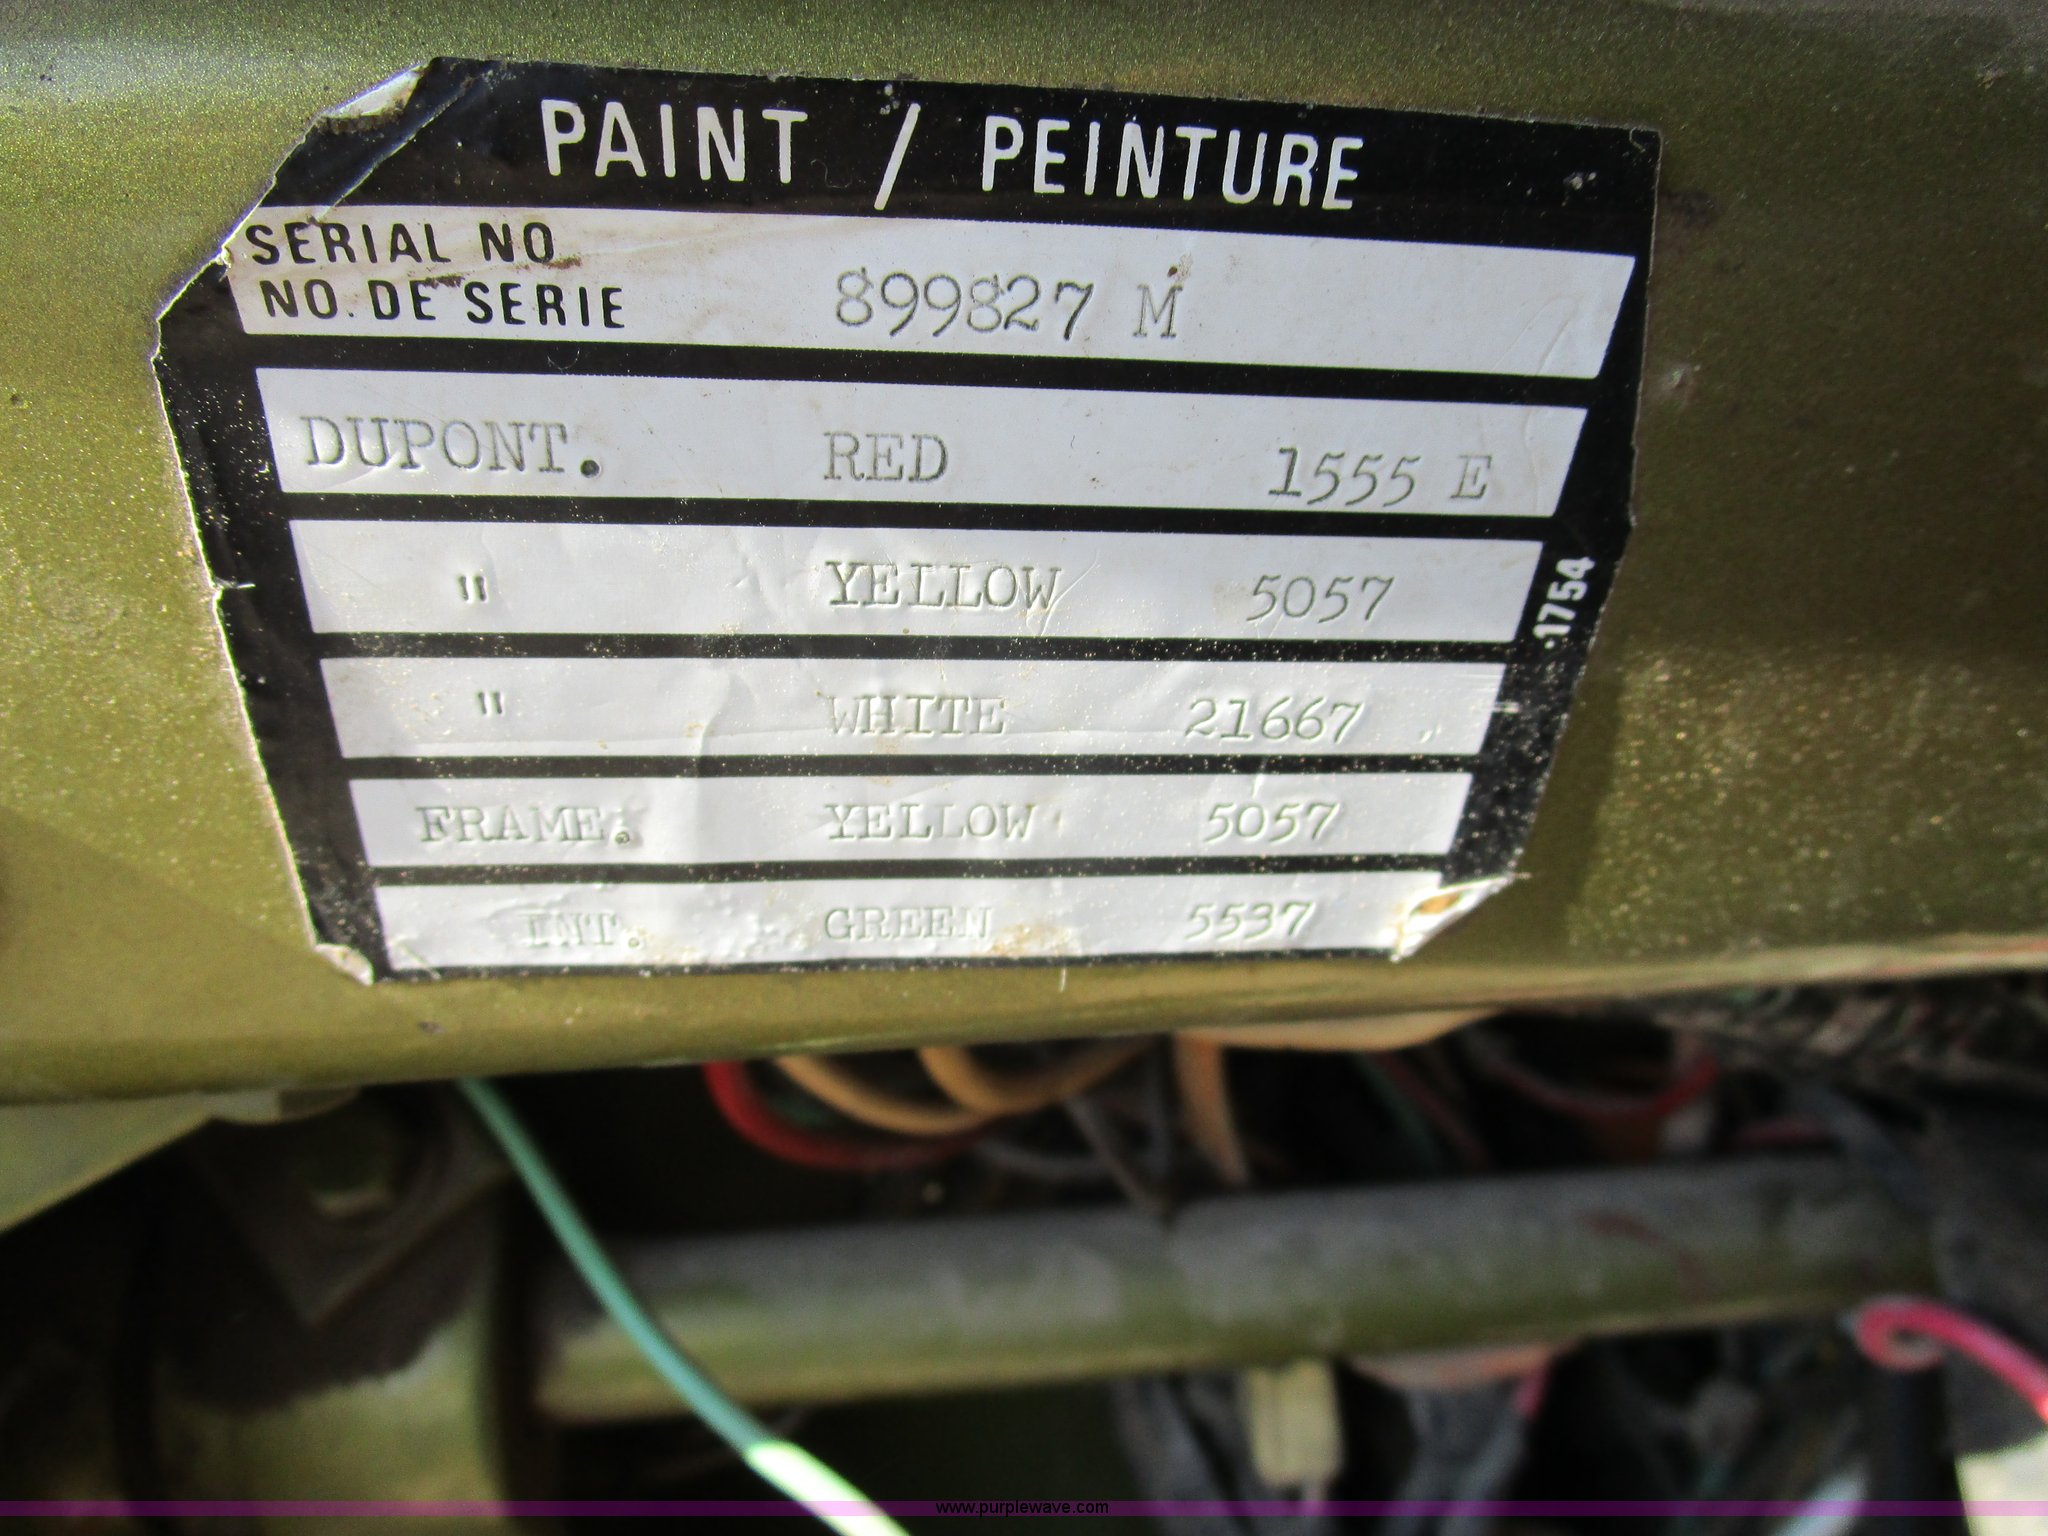 PAINT / PEINTURE
SERIAL NO
NO. DE SERIE 899827 M
DUPONT. RED 1555 E
" YELLOW 5057
" WHITE 21667
FRAME. YELLOW 5057
INT. GREEN 5537
.1754
www.purplewave.com